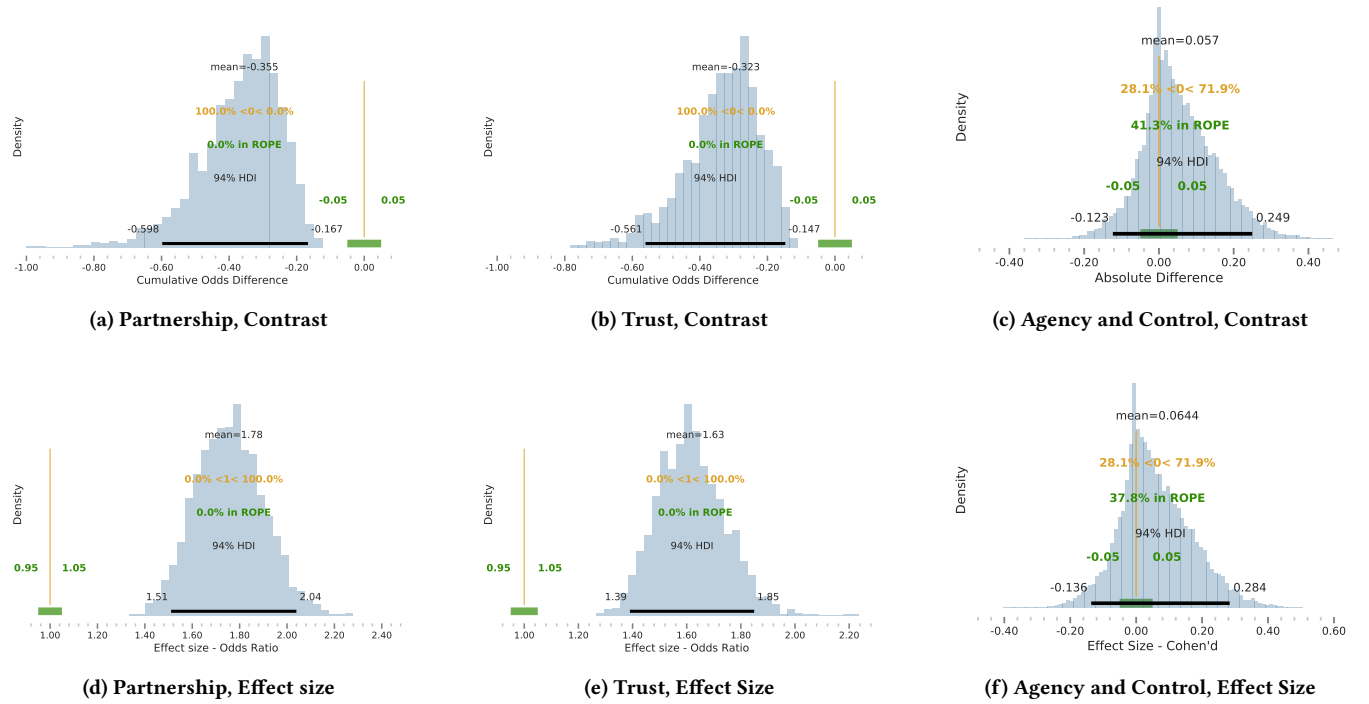 mean=-0.355
100.0% <0< 0.0%
0.0% in ROPE
94% HDI
-0.05 0.05
-0.598 -0.167
Density
-1.00 -0.80 -0.60 -0.40 -0.20 0.00
Cumulative Odds Difference
(a) Partnership, Contrast
mean=-0.323
100.0% <0< 0.0%
0.0% in ROPE
94% HDI
-0.05 0.05
-0.561 -0.147
Density
-1.00 -0.80 -0.60 -0.40 -0.20 0.00
Cumulative Odds Difference
(b) Trust, Contrast
mean=0.057
28.1% <0< 71.9%
41.3% in ROPE
94% HDI
-0.05 0.05
-0.123 0.249
Density
-0.40 -0.20 0.00 0.20 0.40
Absolute Difference
(c) Agency and Control, Contrast
mean=1.78
0.0% <1< 100.0%
0.0% in ROPE
94% HDI
0.95 1.05
1.51 2.04
Density
1.00 1.20 1.40 1.60 1.80 2.00 2.20 2.40
Effect size - Odds Ratio
(d) Partnership, Effect size
mean=1.63
0.0% <1< 100.0%
0.0% in ROPE
94% HDI
0.95 1.05
1.39 1.85
Density
1.00 1.20 1.40 1.60 1.80 2.00 2.20
Effect size - Odds Ratio
(e) Trust, Effect Size
mean=0.0644
28.1% <0< 71.9%
37.8% in ROPE
94% HDI
-0.05 0.05
-0.136 0.284
Density
-0.40 -0.20 0.00 0.20 0.40 0.60
Effect Size - Cohen'd
(f) Agency and Control, Effect Size